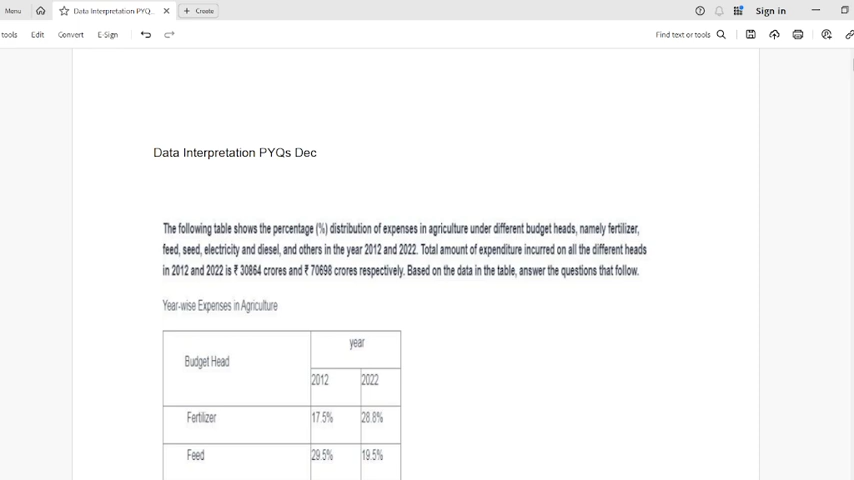 Menu
Data Interpretation PYQ...
Create
Sign in
tools
Edit
Convert
E-Sign
Find text or tools
Data Interpretation PYQs Dec
The following table shows the percentage (%) distribution of expenses in agriculture under different budget heads, namely fertilizer,
feed, seed, electricity and diesel, and others in the year 2012 and 2022. Total amount of expenditure incurred on all the different heads
in 2012 and 2022 is ₹ 30864 crores and ₹ 70698 crores respectively. Based on the data in the table, answer the questions that follow.
Year-wise Expenses in Agriculture
Budget Head
year
2012 2022
Fertilizer 17.5% 28.8%
Feed 29.5% 19.5%